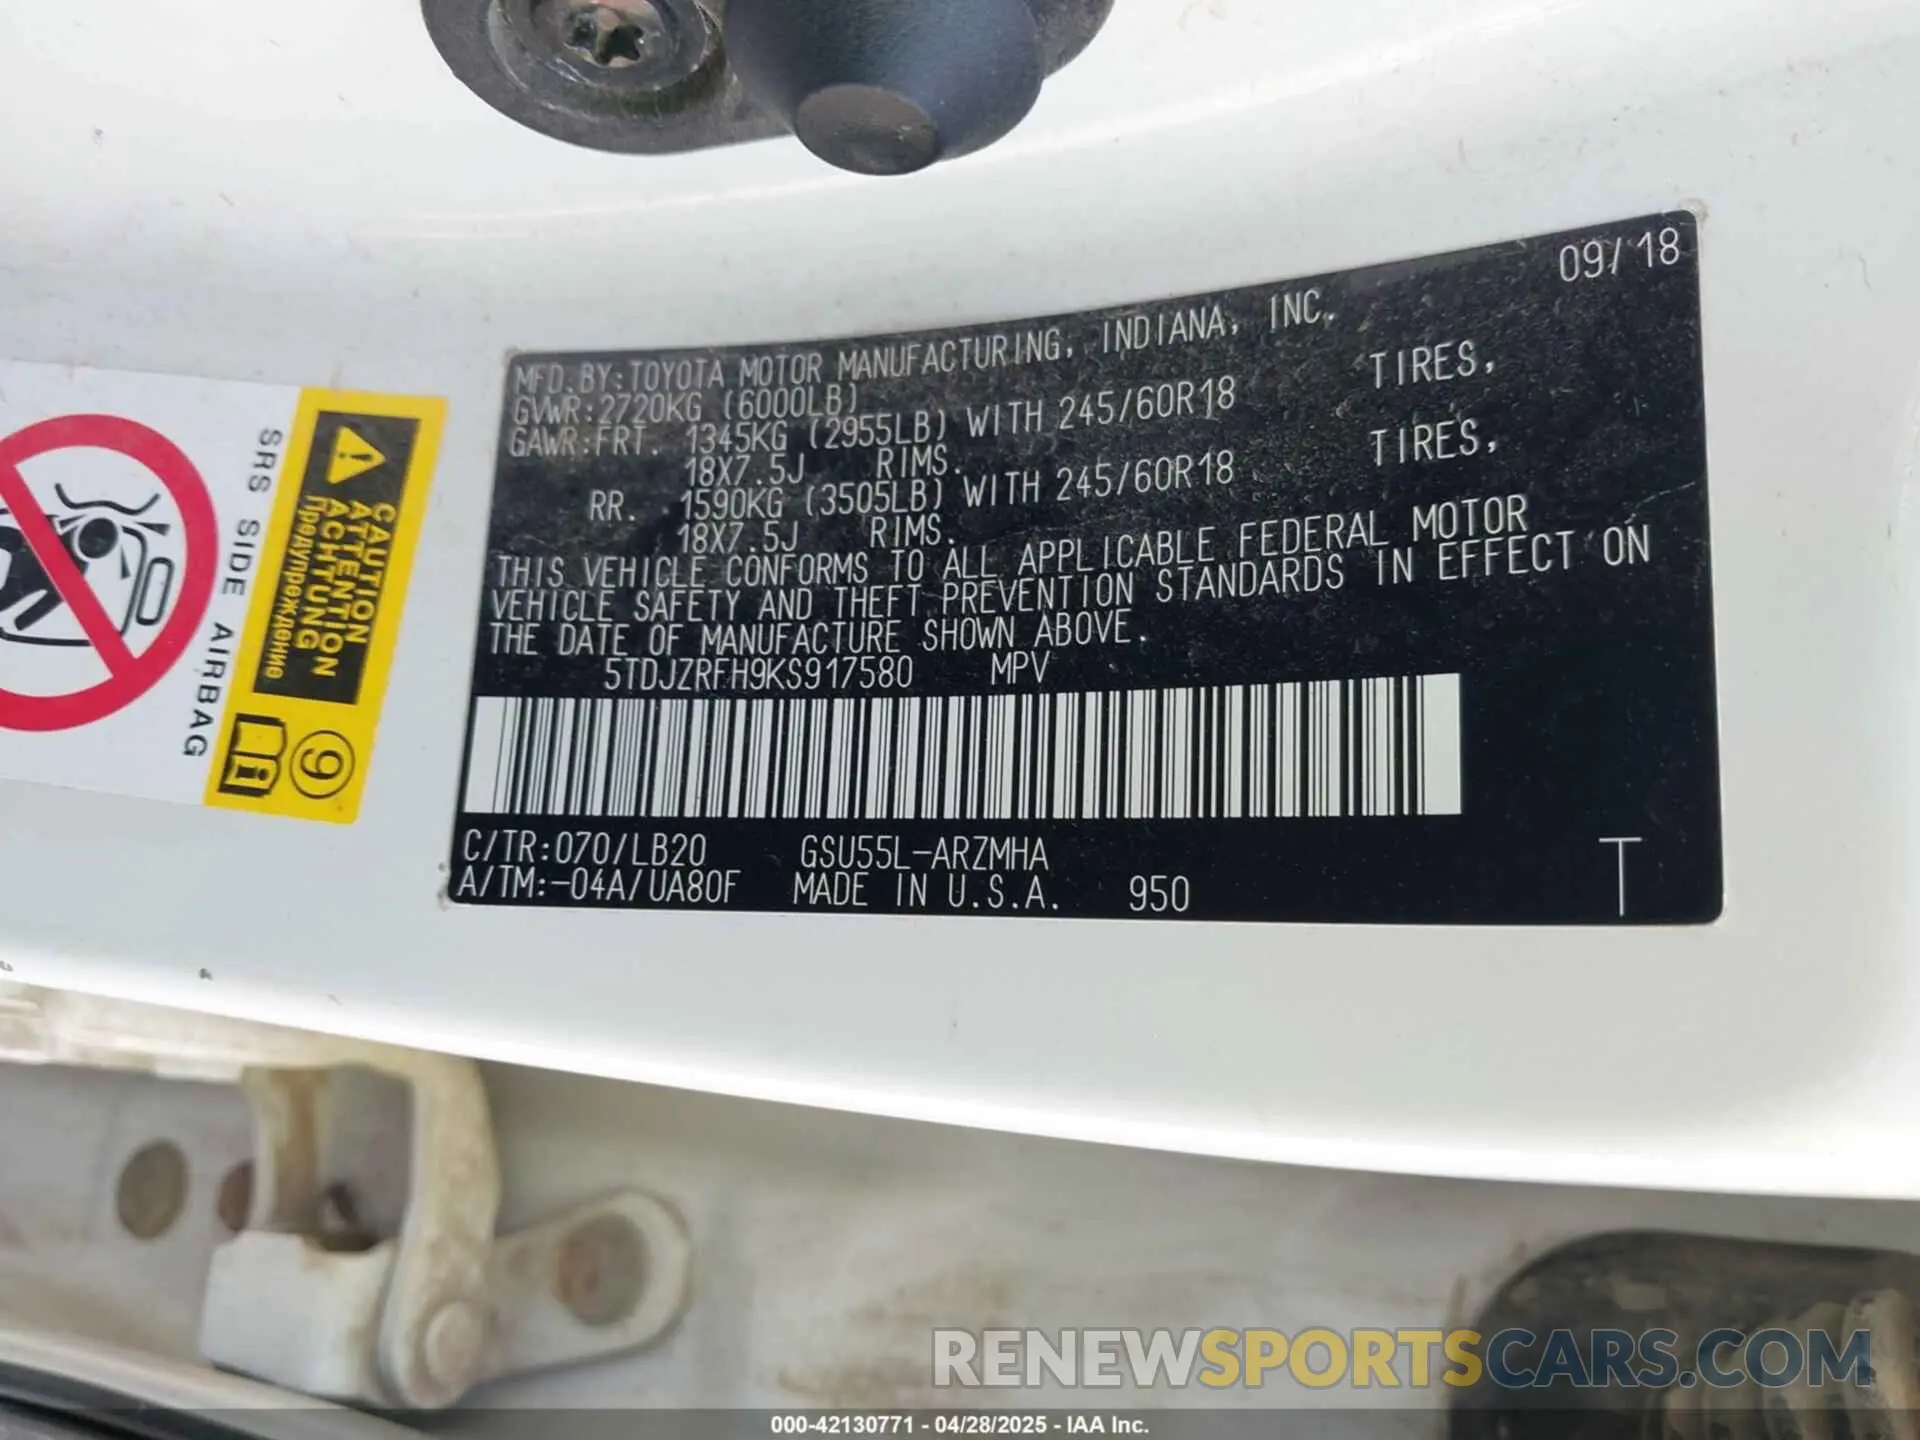 09/18
MFD.BY:TOYOTA MOTOR MANUFACTURING, INDIANA, INC.
GVWR:2720KG (6000LB)
GAWR:FRT. 1345KG (2955LB) WITH 245/60R18 TIRES,
18X7.5J RIMS.
RR. 1590KG (3505LB) WITH 245/60R18 TIRES,
18X7.5J RIMS.
THIS VEHICLE CONFORMS TO ALL APPLICABLE FEDERAL MOTOR
VEHICLE SAFETY AND THEFT PREVENTION STANDARDS IN EFFECT ON
THE DATE OF MANUFACTURE SHOWN ABOVE.
5TDJZRFH9KS917580 MPV
C/TR:070/LB20 GSU55L-ARZMHA
A/TM:-04A/UA80F MADE IN U.S.A. 950
T
CAUTION
ATTENTION
ACHTUNG
Предупреждение
SRS SIDE AIRBAG
9
i
RENEWSPORTSCARS.COM
000-42130771 - 04/28/2025 - IAA Inc.